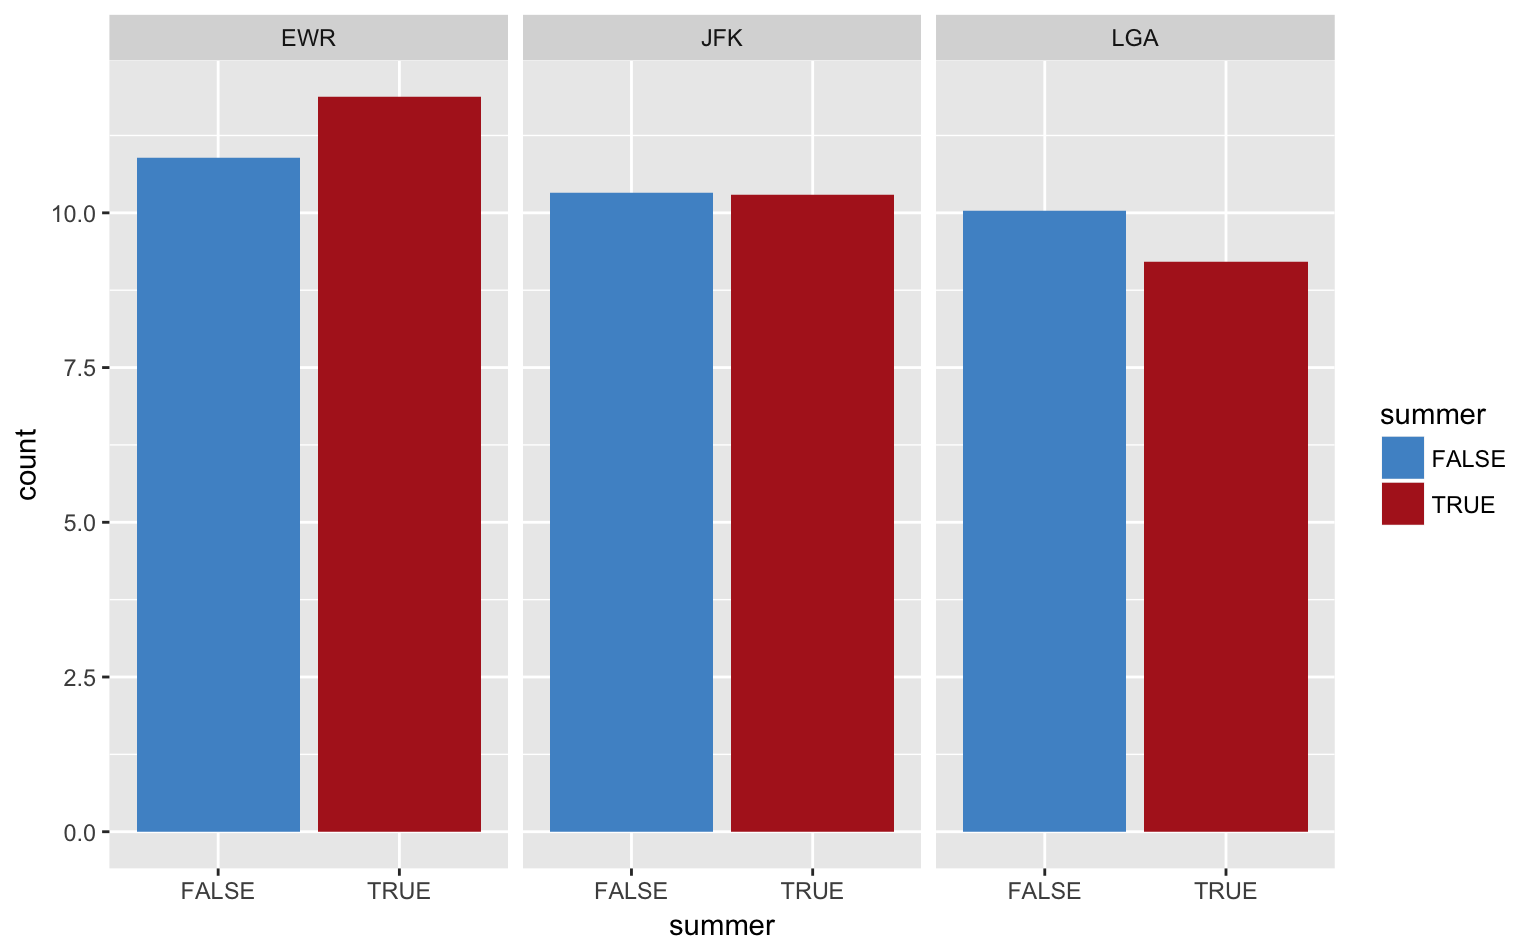 EWR JFK LGA
10.0
7.5
5.0
2.5
0.0
count
FALSE TRUE FALSE TRUE FALSE TRUE
summer
summer
FALSE
TRUE